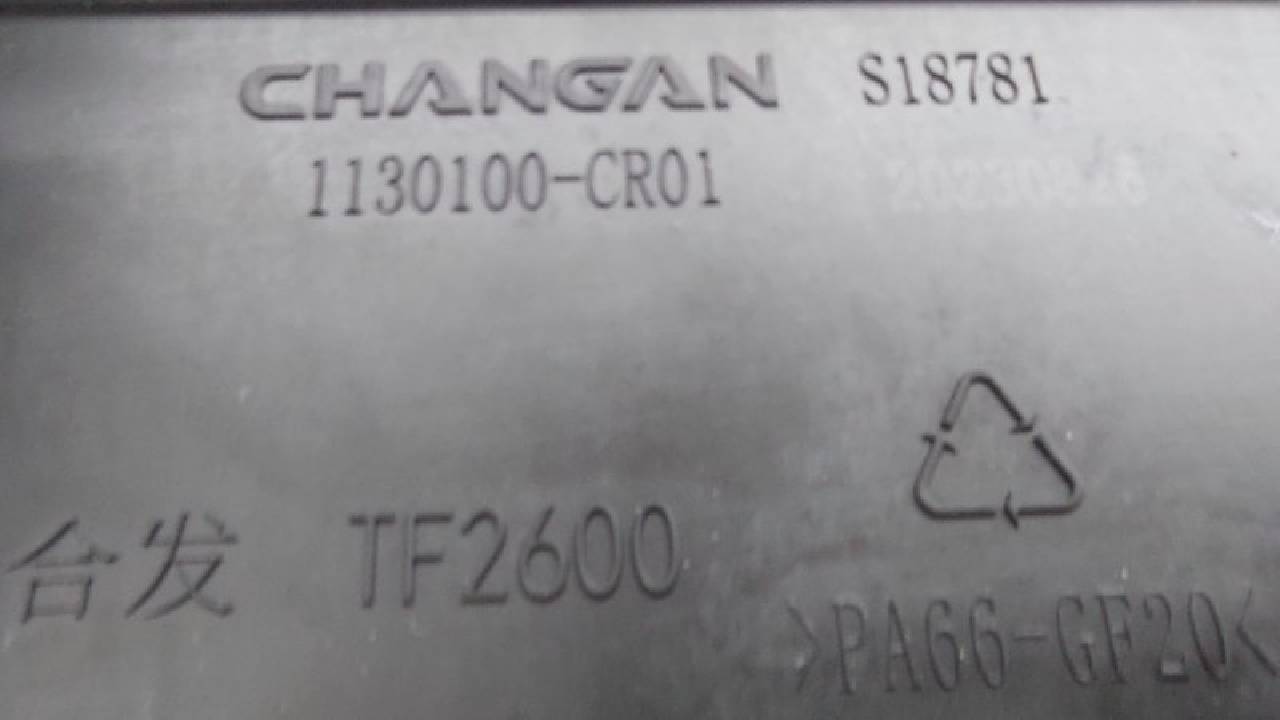 CHANGAN S18781
1130100-CR01
台发 TF2600
>PA66-GF20<